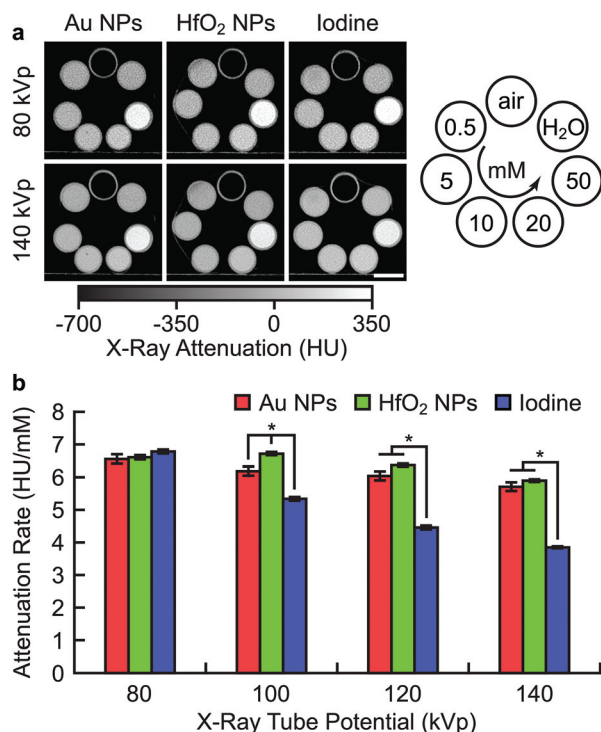 a
Au NPs HfO₂ NPs Iodine
80 kVp
140 kVp
air
0.5 H₂O
mM
5 50
10 20
-700 -350 0 350
X-Ray Attenuation (HU)
b
Au NPs HfO₂ NPs Iodine
Attenuation Rate (HU/mM)
8
7
6
5
4
3
2
1
0
* * *
80 100 120 140
X-Ray Tube Potential (kVp)